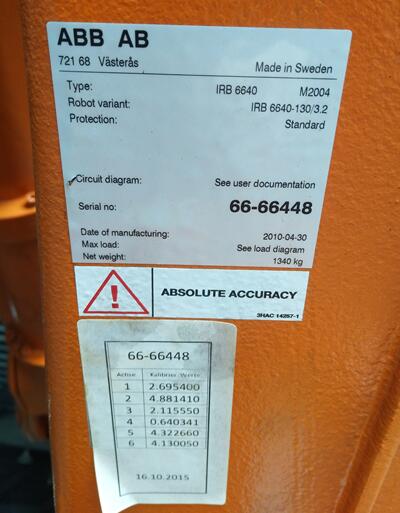 ABB AB
721 68 Västerås Made in Sweden
Type: IRB 6640 M2004
Robot variant: IRB 6640-130/3.2
Protection: Standard
Circuit diagram: See user documentation
Serial no: 66-66448
Date of manufacturing: 2010-04-30
Max load: See load diagram
Net weight: 1340 kg
ABSOLUTE ACCURACY
3HAC 14257-1
66-66448
Achse Kalibrier-Werte
1 2.695400
2 4.881410
3 2.115550
4 0.640341
5 4.322660
6 4.130050
16.10.2015